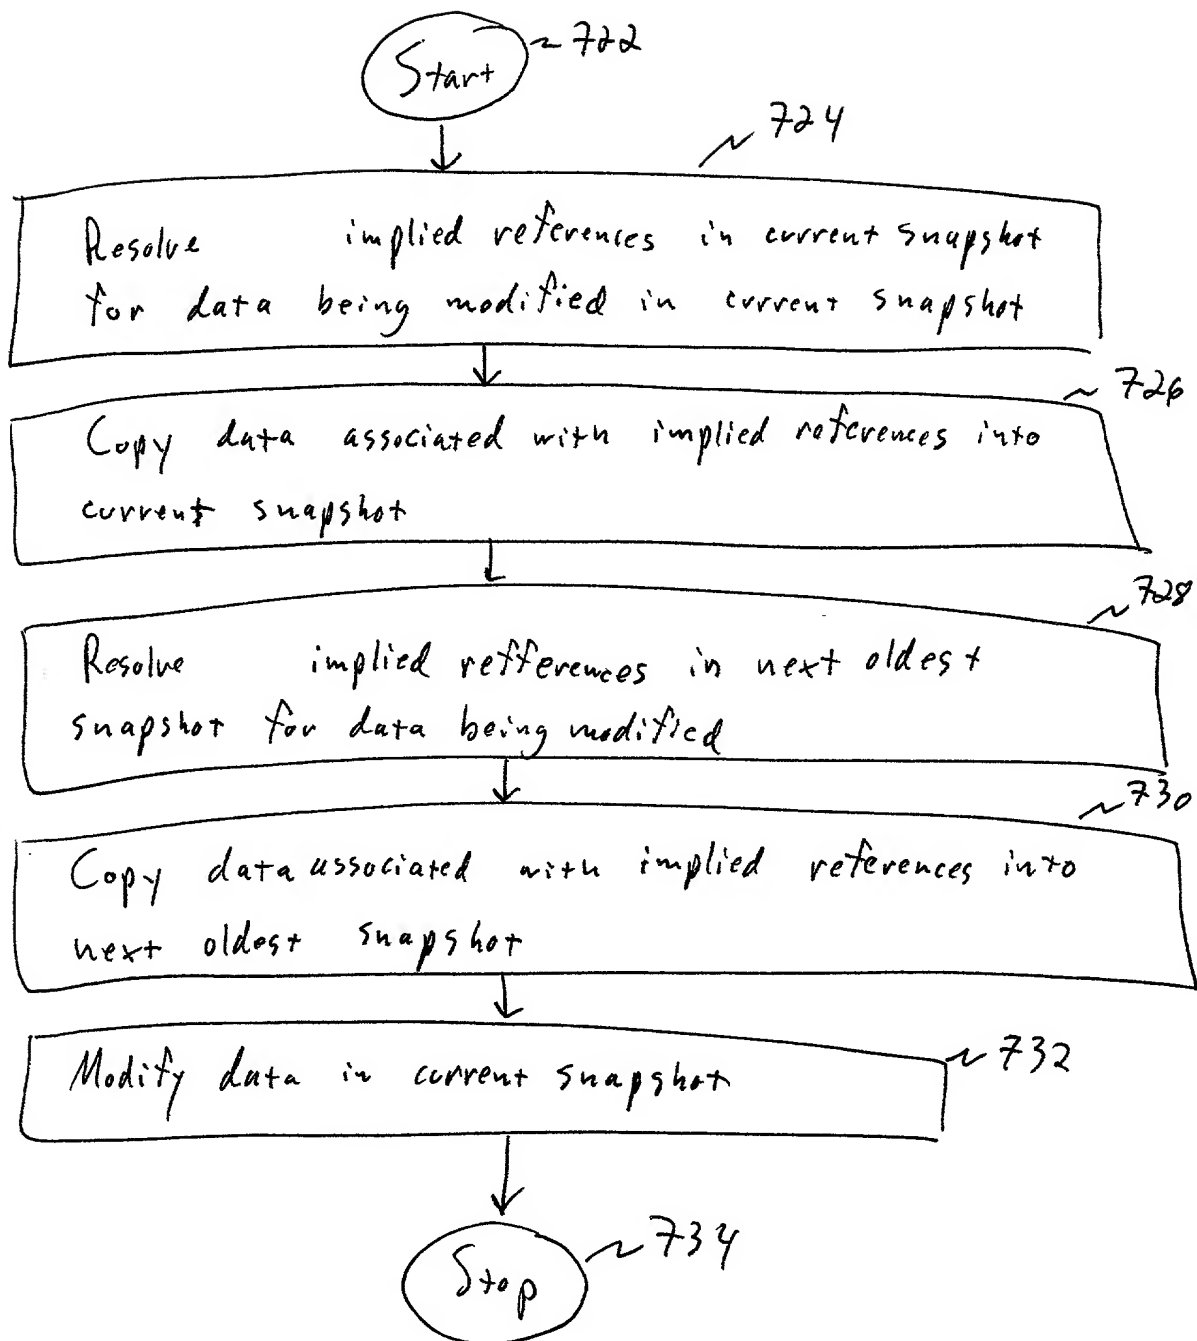 Start
722
724
Resolve implied references in current snapshot
for data being modified in current snapshot
726
Copy data associated with implied references into
current snapshot
728
Resolve implied refferences in next oldest
snapshot for data being modified
730
Copy data associated with implied references into
next oldest snapshot
Modify data in current snapshot
732
734
Stop